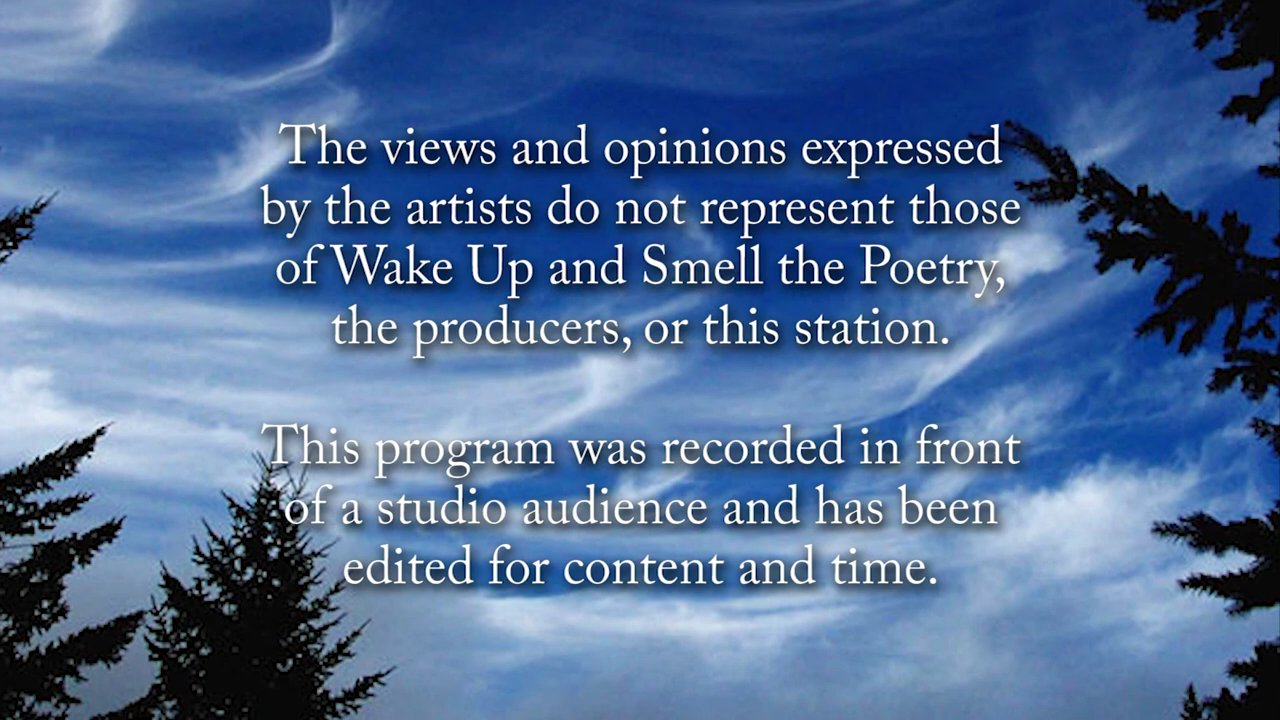 The views and opinions expressed
by the artists do not represent those
of Wake Up and Smell the Poetry,
the producers, or this station.
This program was recorded in front
of a studio audience and has been
edited for content and time.